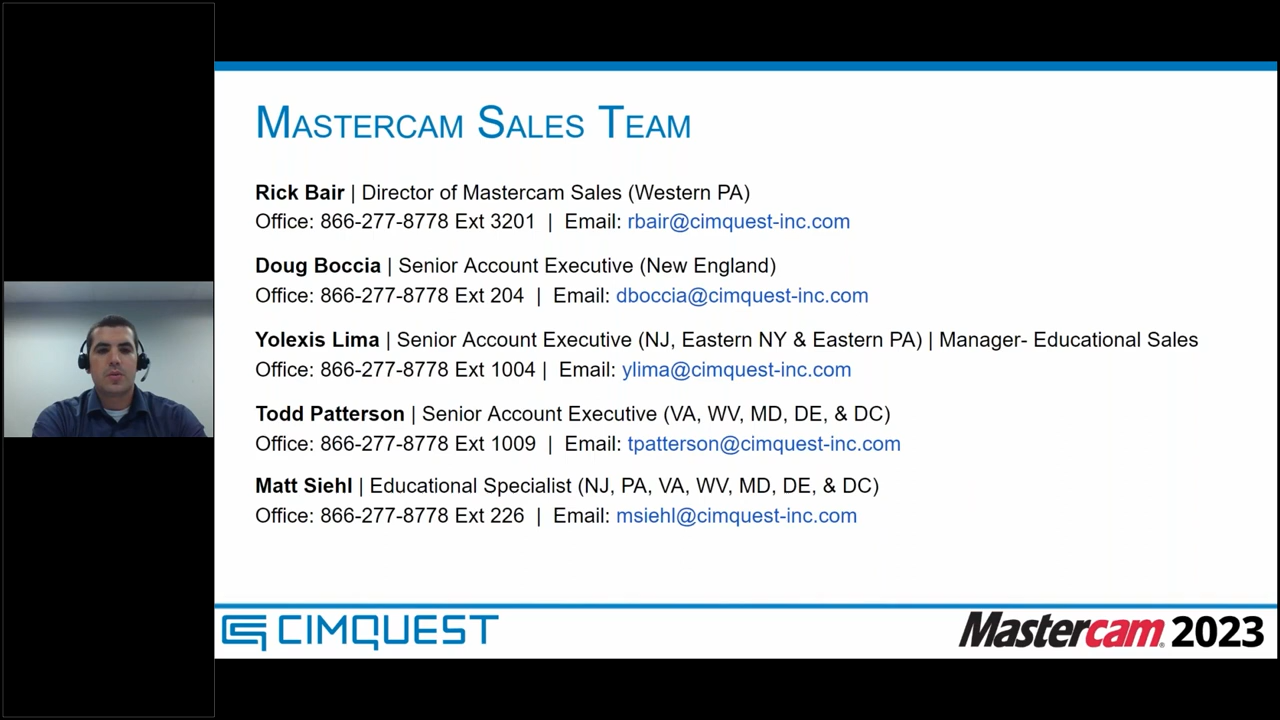 MASTERCAM SALES TEAM
Rick Bair | Director of Mastercam Sales (Western PA)
Office: 866-277-8778 Ext 3201 | Email: rbair@cimquest-inc.com
Doug Boccia | Senior Account Executive (New England)
Office: 866-277-8778 Ext 204 | Email: dboccia@cimquest-inc.com
Yolexis Lima | Senior Account Executive (NJ, Eastern NY & Eastern PA) | Manager- Educational Sales
Office: 866-277-8778 Ext 1004 | Email: ylima@cimquest-inc.com
Todd Patterson | Senior Account Executive (VA, WV, MD, DE, & DC)
Office: 866-277-8778 Ext 1009 | Email: tpatterson@cimquest-inc.com
Matt Siehl | Educational Specialist (NJ, PA, VA, WV, MD, DE, & DC)
Office: 866-277-8778 Ext 226 | Email: msiehl@cimquest-inc.com
CIMQUEST
Mastercam® 2023